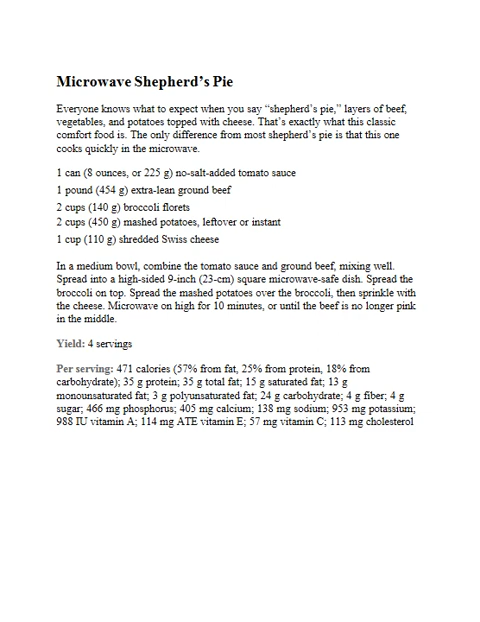 Microwave Shepherd’s Pie
Everyone knows what to expect when you say “shepherd’s pie,” layers of beef,
vegetables, and potatoes topped with cheese. That’s exactly what this classic
comfort food is. The only difference from most shepherd’s pie is that this one
cooks quickly in the microwave.
1 can (8 ounces, or 225 g) no-salt-added tomato sauce
1 pound (454 g) extra-lean ground beef
2 cups (140 g) broccoli florets
2 cups (450 g) mashed potatoes, leftover or instant
1 cup (110 g) shredded Swiss cheese
In a medium bowl, combine the tomato sauce and ground beef, mixing well.
Spread into a high-sided 9-inch (23-cm) square microwave-safe dish. Spread the
broccoli on top. Spread the mashed potatoes over the broccoli, then sprinkle with
the cheese. Microwave on high for 10 minutes, or until the beef is no longer pink
in the middle.
Yield: 4 servings
Per serving: 471 calories (57% from fat, 25% from protein, 18% from
carbohydrate); 35 g protein; 35 g total fat; 15 g saturated fat; 13 g
monounsaturated fat; 3 g polyunsaturated fat; 24 g carbohydrate; 4 g fiber; 4 g
sugar; 466 mg phosphorus; 405 mg calcium; 138 mg sodium; 953 mg potassium;
988 IU vitamin A; 114 mg ATE vitamin E; 57 mg vitamin C; 113 mg cholesterol